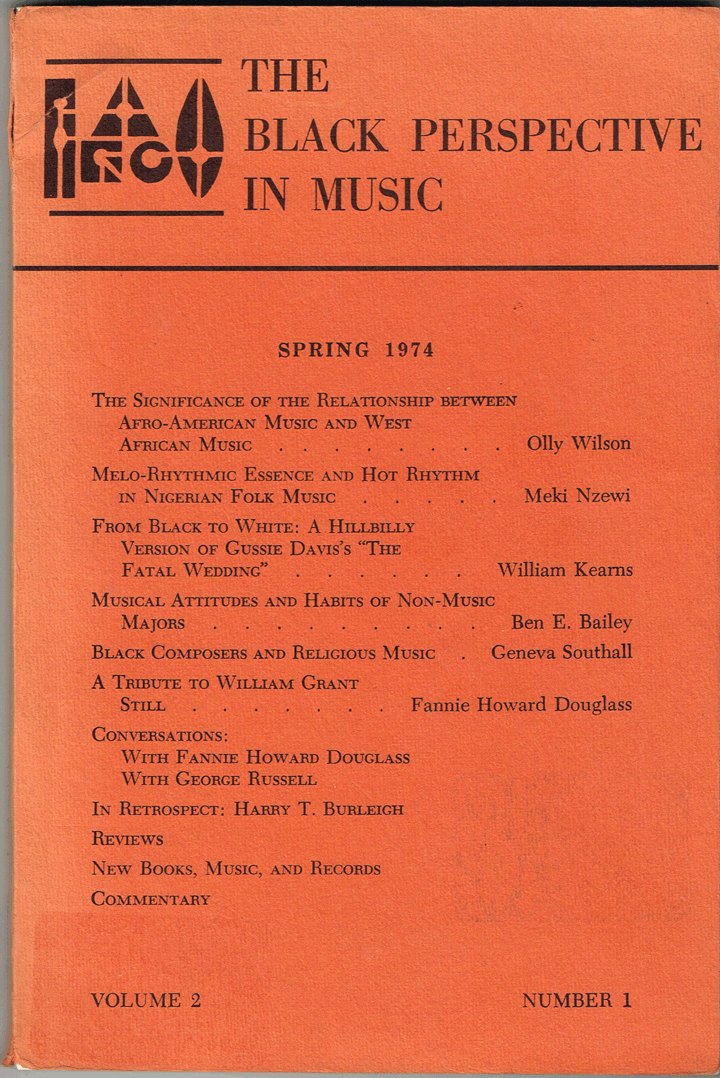 THE
BLACK PERSPECTIVE
IN MUSIC
SPRING 1974
THE SIGNIFICANCE OF THE RELATIONSHIP BETWEEN
AFRO-AMERICAN MUSIC AND WEST
AFRICAN MUSIC . . . . . . . . Olly Wilson
MELO-RHYTHMIC ESSENCE AND HOT RHYTHM
IN NIGERIAN FOLK MUSIC . . . . . Meki Nzewi
FROM BLACK TO WHITE: A HILLBILLY
VERSION OF GUSSIE DAVIS'S "THE
FATAL WEDDING" . . . . . . William Kearns
MUSICAL ATTITUDES AND HABITS OF NON-MUSIC
MAJORS . . . . . . . . . Ben E. Bailey
BLACK COMPOSERS AND RELIGIOUS MUSIC . Geneva Southall
A TRIBUTE TO WILLIAM GRANT
STILL . . . . . . . Fannie Howard Douglass
CONVERSATIONS:
WITH FANNIE HOWARD DOUGLASS
WITH GEORGE RUSSELL
IN RETROSPECT: HARRY T. BURLEIGH
REVIEWS
NEW BOOKS, MUSIC, AND RECORDS
COMMENTARY
VOLUME 2 NUMBER 1